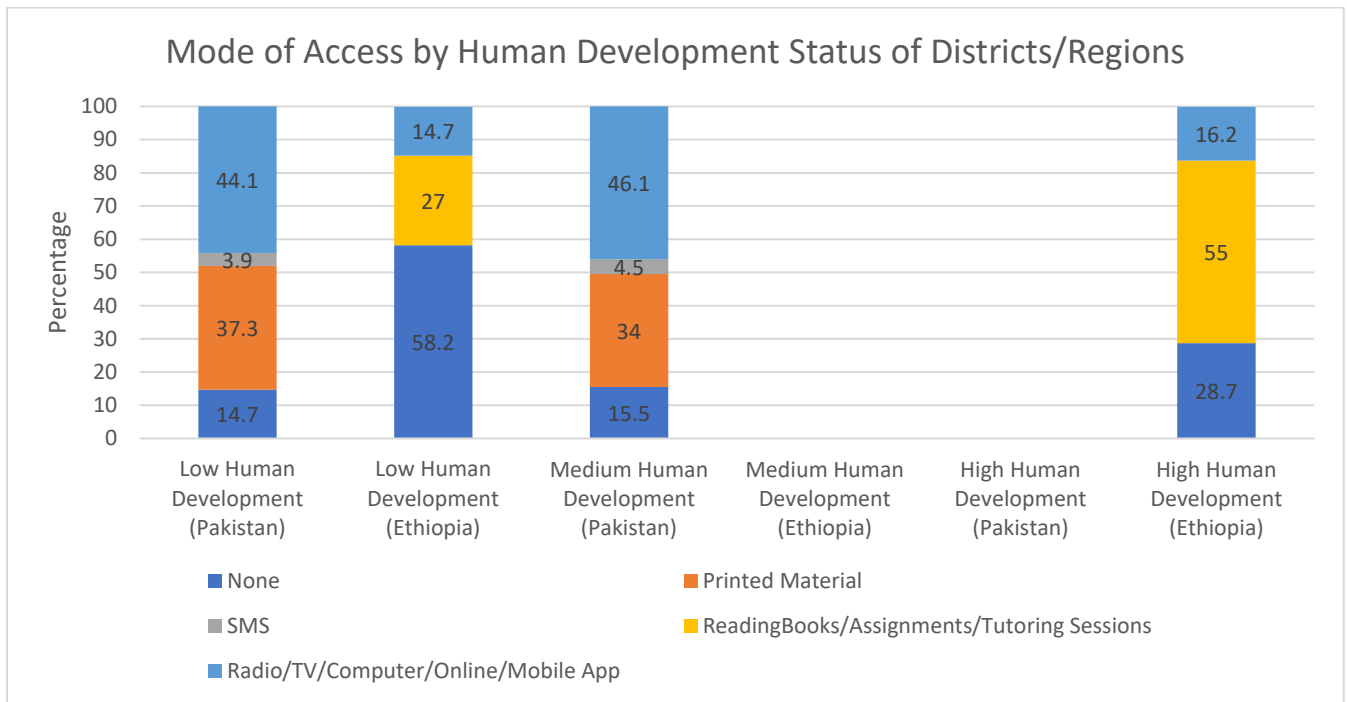 Mode of Access by Human Development Status of Districts/Regions
Percentage
100
90
80
70
60
50
40
30
20
10
0
44.1
3.9
37.3
14.7
14.7
27
58.2
46.1
4.5
34
15.5
16.2
55
28.7
Low Human
Development
(Pakistan)
Low Human
Development
(Ethiopia)
Medium Human
Development
(Pakistan)
Medium Human
Development
(Ethiopia)
High Human
Development
(Pakistan)
High Human
Development
(Ethiopia)
None
Printed Material
SMS
ReadingBooks/Assignments/Tutoring Sessions
Radio/TV/Computer/Online/Mobile App